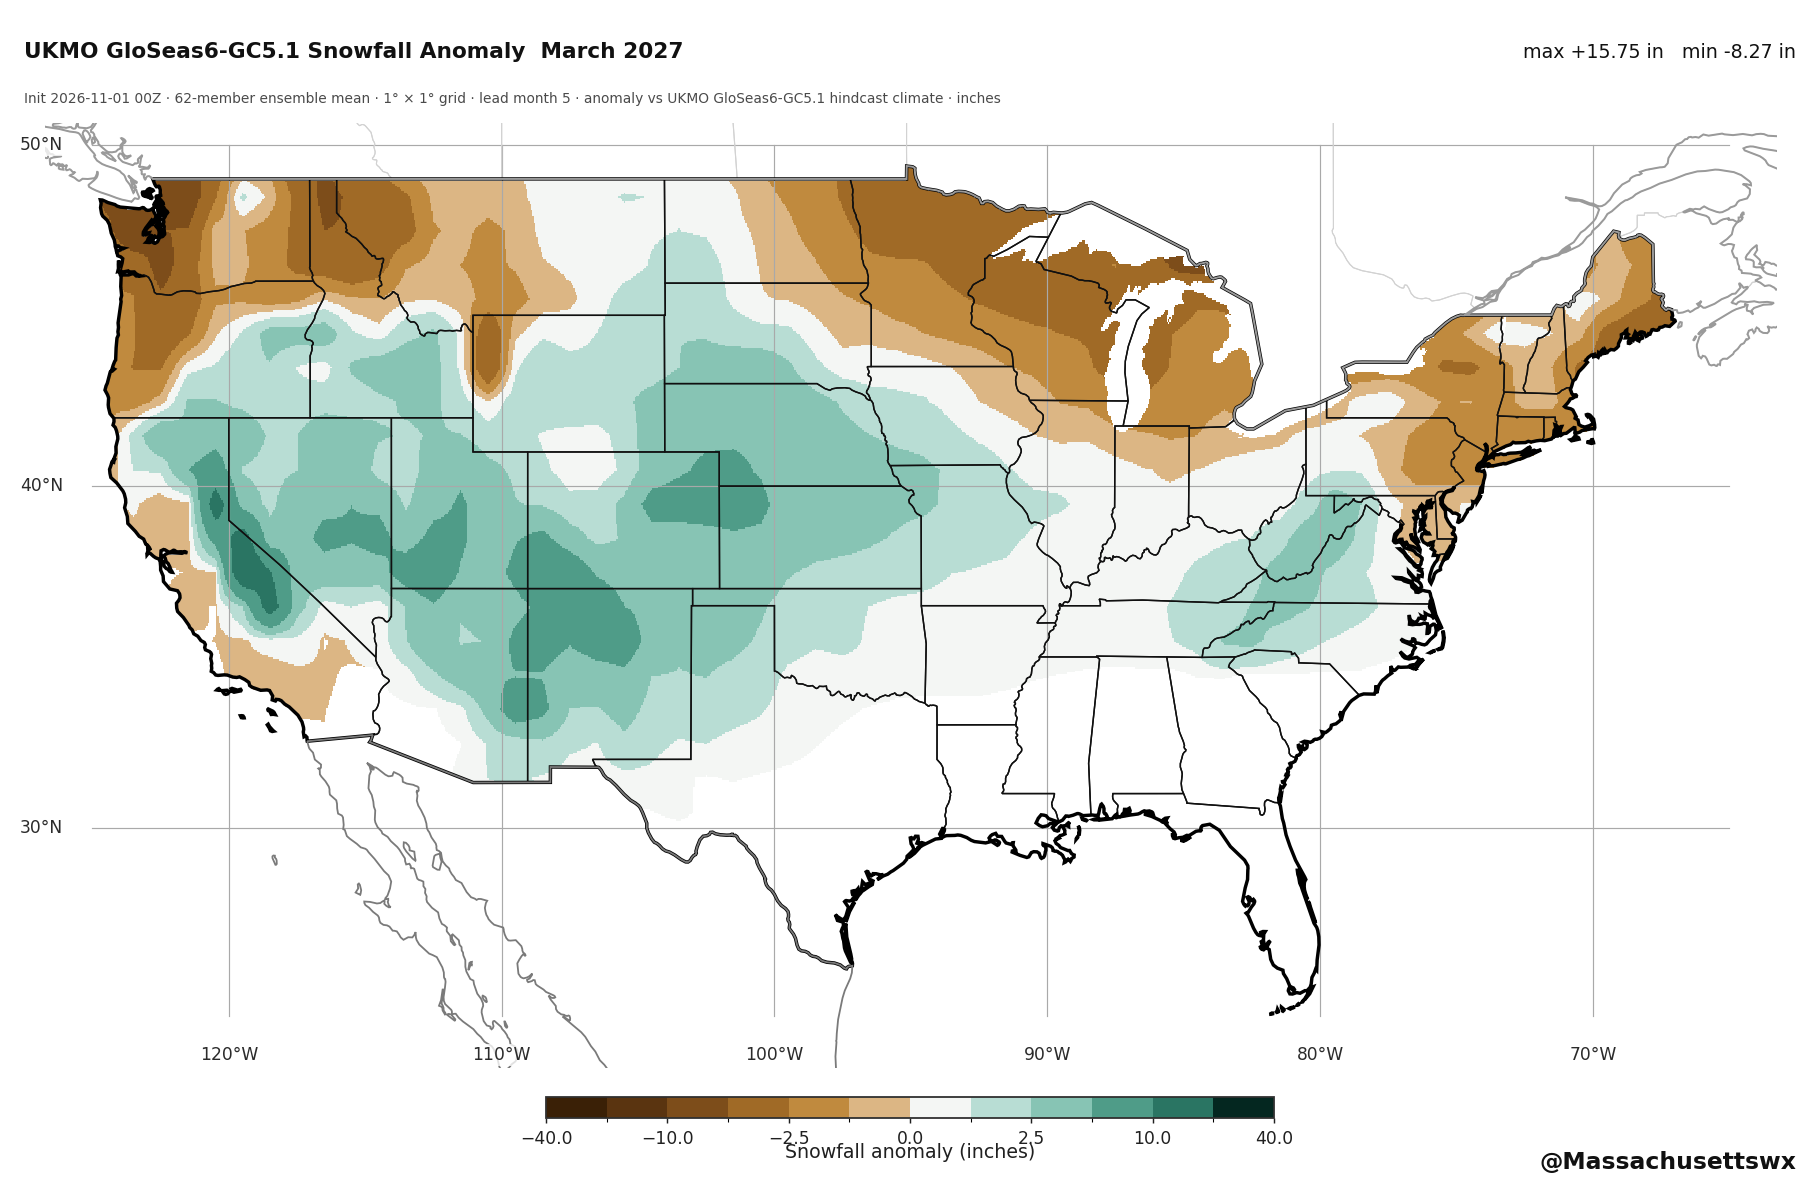 UKMO GloSeas6-GC5.1 Snowfall Anomaly  March 2027
max +15.75 in   min -8.27 in
Init 2026-11-01 00Z · 62-member ensemble mean · 1° × 1° grid · lead month 5 · anomaly vs UKMO GloSeas6-GC5.1 hindcast climate · inches
50°N
40°N
30°N
120°W 110°W 100°W 90°W 80°W 70°W
−40.0 −10.0 −2.5 0.0 2.5 10.0 40.0
Snowfall anomaly (inches)
@Massachusettswx